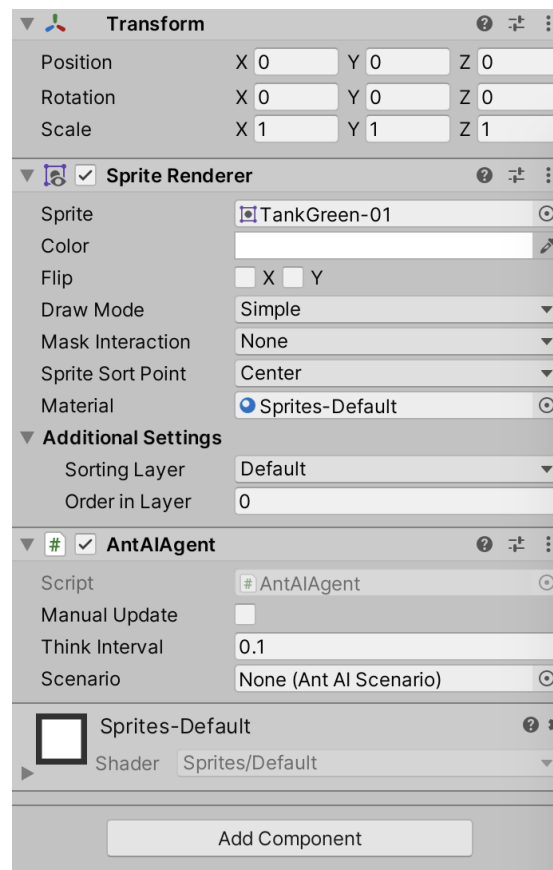 Transform
Position X 0 Y 0 Z 0
Rotation X 0 Y 0 Z 0
Scale X 1 Y 1 Z 1
Sprite Renderer
Sprite TankGreen-01
Color
Flip X Y
Draw Mode Simple
Mask Interaction None
Sprite Sort Point Center
Material Sprites-Default
Additional Settings
Sorting Layer Default
Order in Layer 0
# AntAIAgent
Script # AntAIAgent
Manual Update
Think Interval 0.1
Scenario None (Ant AI Scenario)
Sprites-Default
Shader Sprites/Default
Add Component